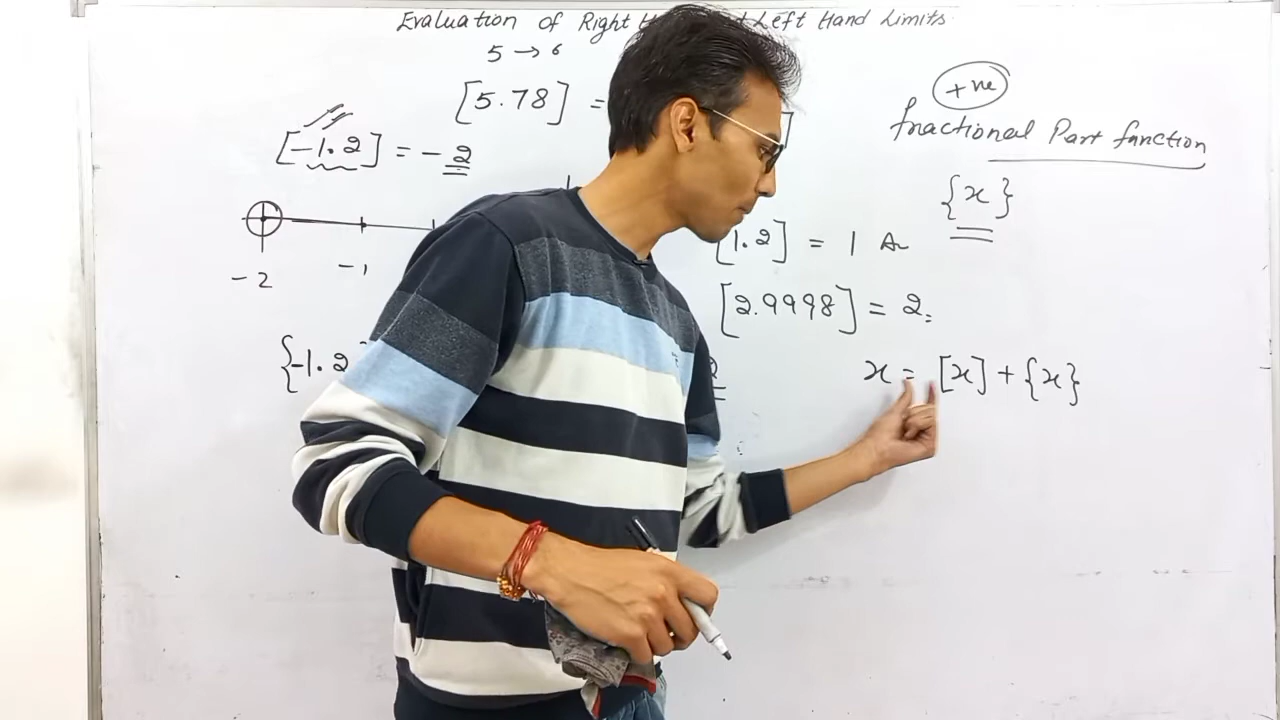 Evaluation of Right Left Hand Limits
5 → 6
+ve
fractional Part function
[5.78] =
[-1.2] = -2
{x}
[1.2] = 1
-2 -1
[2.9998] = 2
{-1.2
x = [x] + {x}